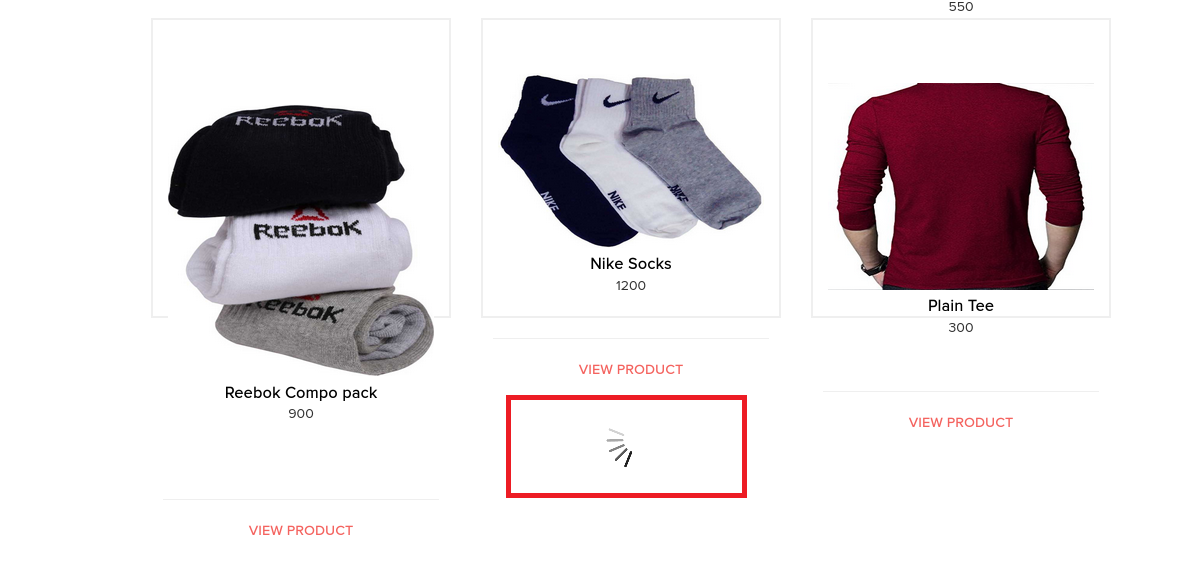 550
Reebok
Reebok
Reebok
Reebok Compo pack
900
VIEW PRODUCT
NIKE
NIKE
NIKE
Nike Socks
1200
VIEW PRODUCT
Plain Tee
300
VIEW PRODUCT